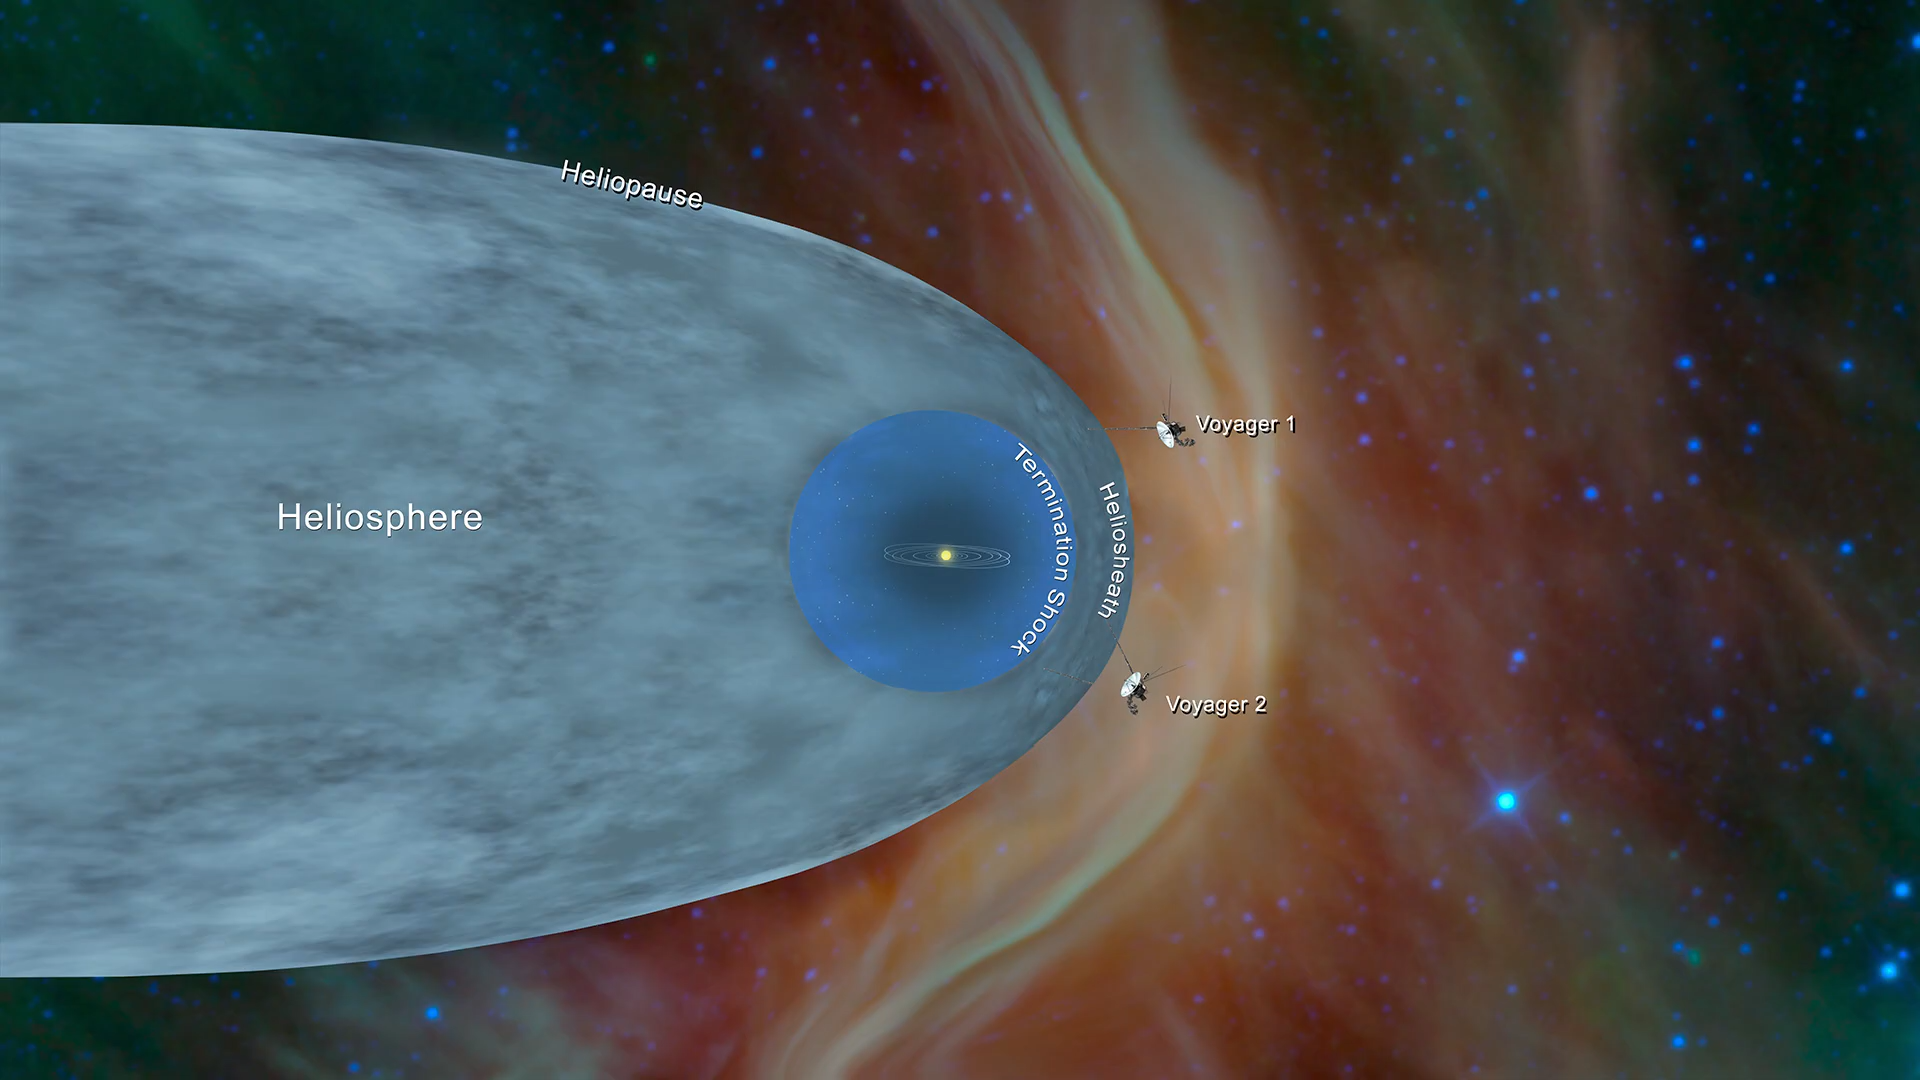 Heliopause
Voyager 1
Termination Shock
Heliosheath
Heliosphere
Voyager 2